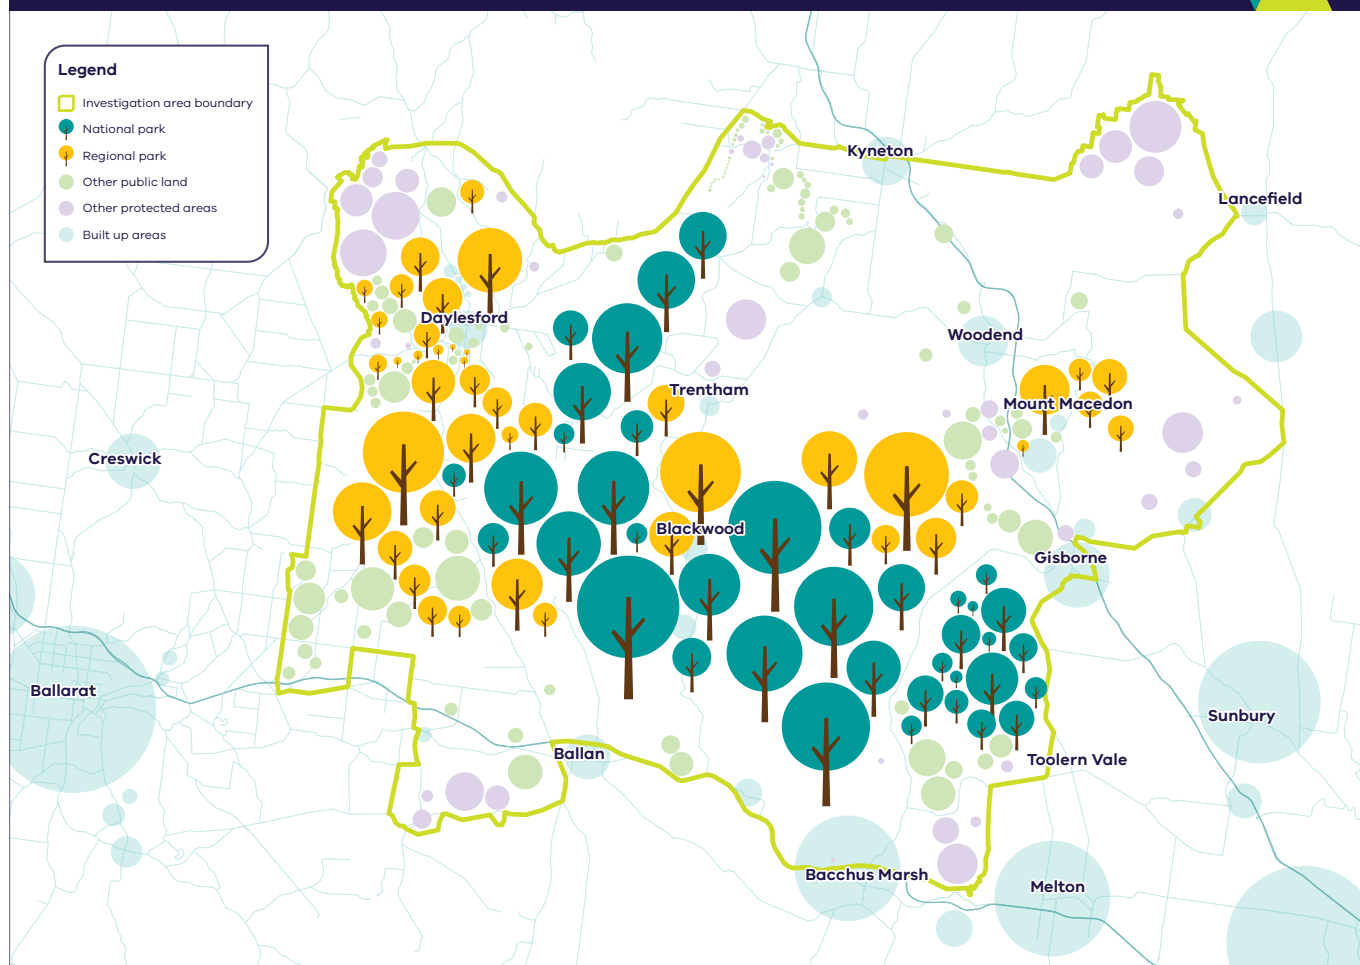 Legend
Investigation area boundary
National park
Regional park
Other public land
Other protected areas
Built up areas
Kyneton
Lancefield
Daylesford
Woodend
Trentham
Mount Macedon
Creswick
Blackwood
Gisborne
Ballarat
Sunbury
Ballan
Toolern Vale
Bacchus Marsh
Melton